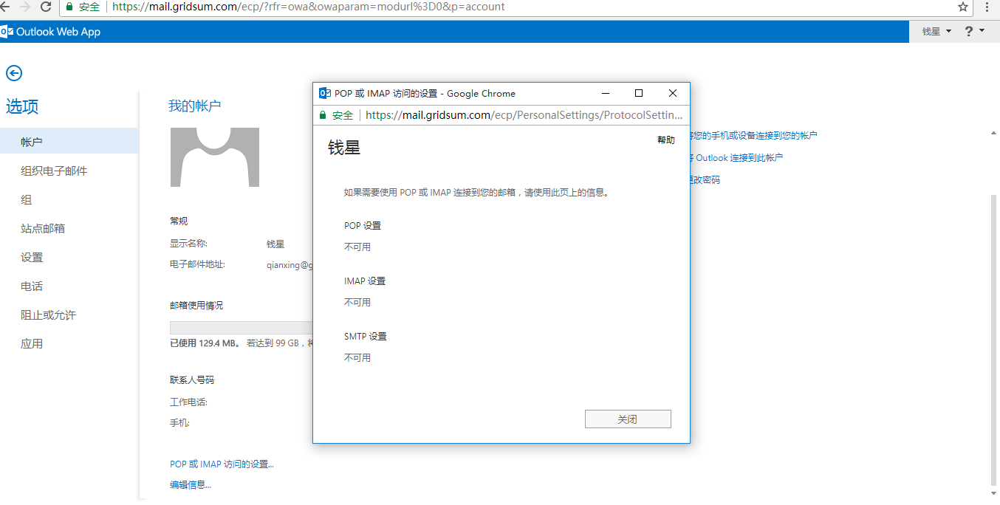 安全 https://mail.gridsum.com/ecp/?rfr=owa&owaparam=modurl%3D0&p=account
Outlook Web App
钱星 ?
选项
帐户
组织电子邮件
组
站点邮箱
设置
电话
阻止或允许
应用
我的帐户
常规
显示名称: 钱星
电子邮件地址: qianxing@g
邮箱使用情况
已使用 129.4 MB。 若达到 99 GB，
联系人号码
工作电话:
手机:
POP 或 IMAP 访问的设置...
编辑信息...
POP 或 IMAP 访问的设置 - Google Chrome
安全 https://mail.gridsum.com/ecp/PersonalSettings/ProtocolSettin...
帮助
钱星
如果需要使用 POP 或 IMAP 连接到您的邮箱，请使用此页上的信息。
POP 设置
不可用
IMAP 设置
不可用
SMTP 设置
不可用
关闭
您的手机或设备连接到您的帐户
Outlook 连接到此帐户
改密码